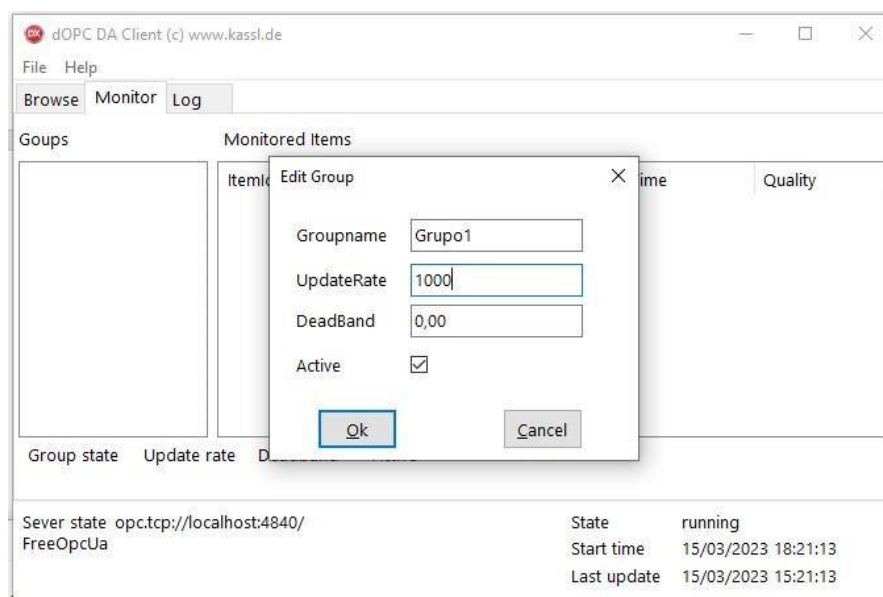 dOPC DA Client (c) www.kassl.de
File Help
Browse Monitor Log
Goups Monitored Items
Edit Group
Quality
Groupname Grupo1
UpdateRate 1000
DeadBand 0,00
Active
Ok Cancel
Group state Update rate
Sever state opc.tcp://localhost:4840/
FreeOpcUa
State running
Start time 15/03/2023 18:21:13
Last update 15/03/2023 15:21:13